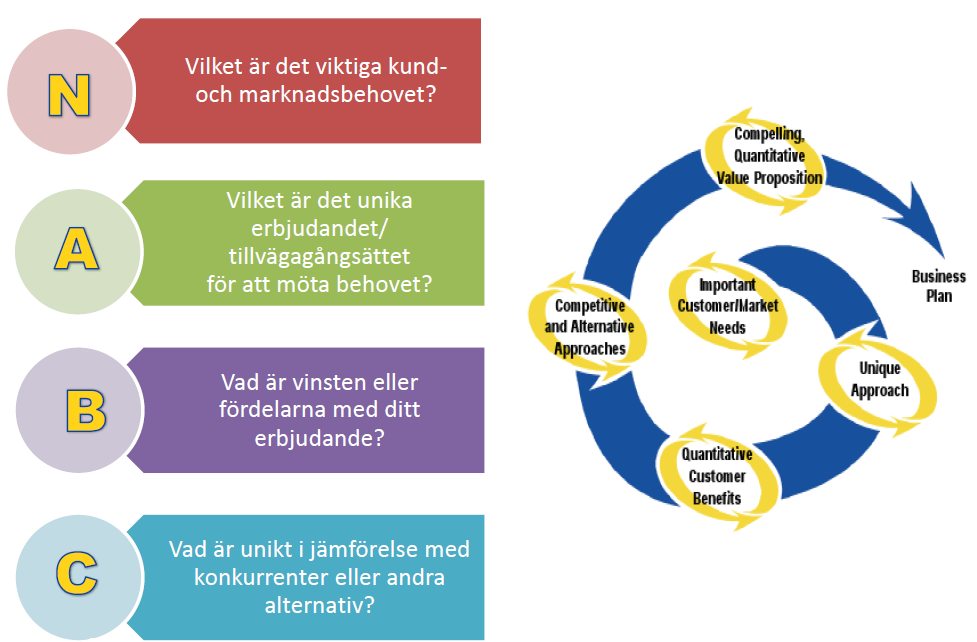 N
Vilket är det viktiga kund-
och marknadsbehovet?
A
Vilket är det unika
erbjudandet/
tillvägagångsättet
för att möta behovet?
B
Vad är vinsten eller
fördelarna med ditt
erbjudande?
C
Vad är unikt i jämförelse med
konkurrenter eller andra
alternativ?
Compelling,
Quantitative
Value Proposition
Business
Plan
Important
Customer/Market
Needs
Competitive
and Alternative
Approaches
Unique
Approach
Quantitative
Customer
Benefits